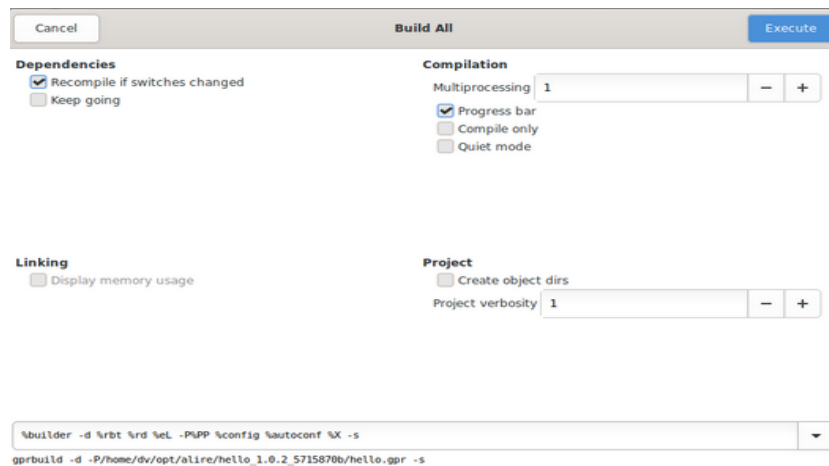 Cancel
Build All
Execute
Dependencies
Recompile if switches changed
Keep going
Compilation
Multiprocessing 1
Progress bar
Compile only
Quiet mode
Linking
Display memory usage
Project
Create object dirs
Project verbosity 1
%builder -d %rbt %rd %eL -P%PP %config %autoconf %X -s
gprbuild -d -P/home/dv/opt/alire/hello_1.0.2_5715870b/hello.gpr -s